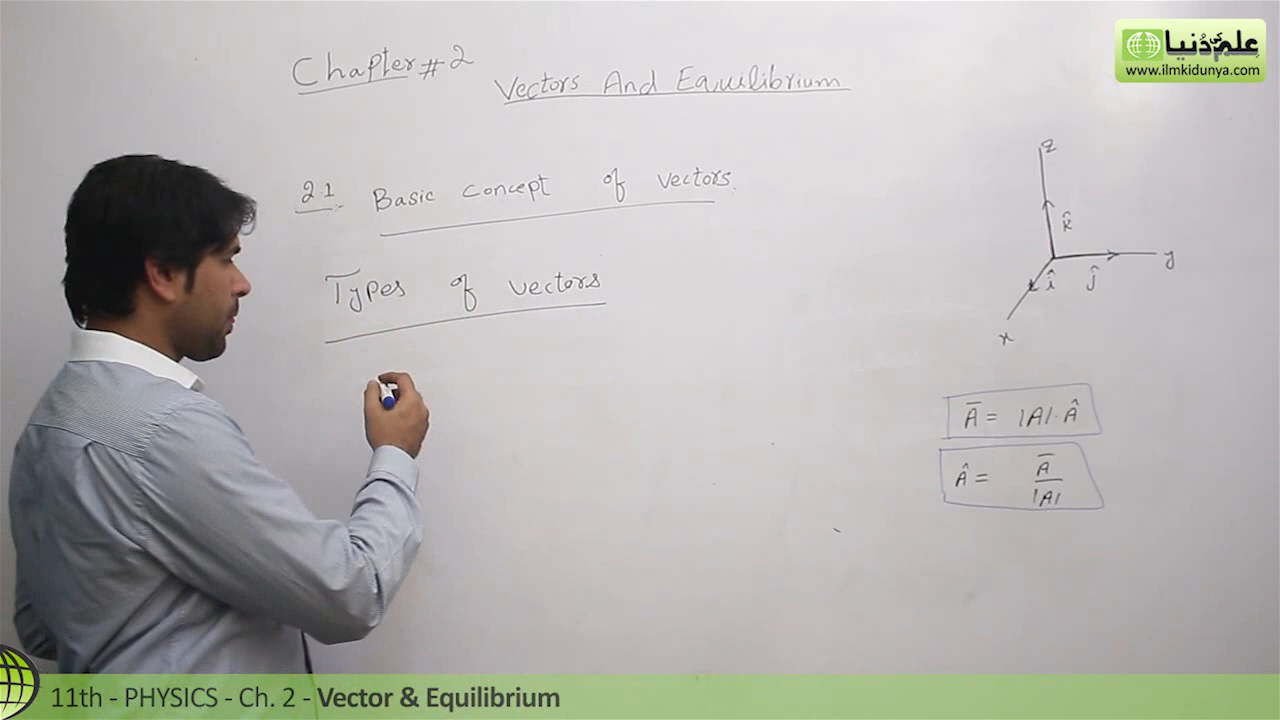 علم کی دُنیا
www.ilmkidunya.com
Chapter # 2
Vectors And Equilibrium
2.1 Basic concept of vectors.
Types of vectors
z
k̂
y
î ĵ
x
A̅ = |A|. Â
Â = A̅ / |A|
11th - PHYSICS - Ch. 2 - Vector & Equilibrium